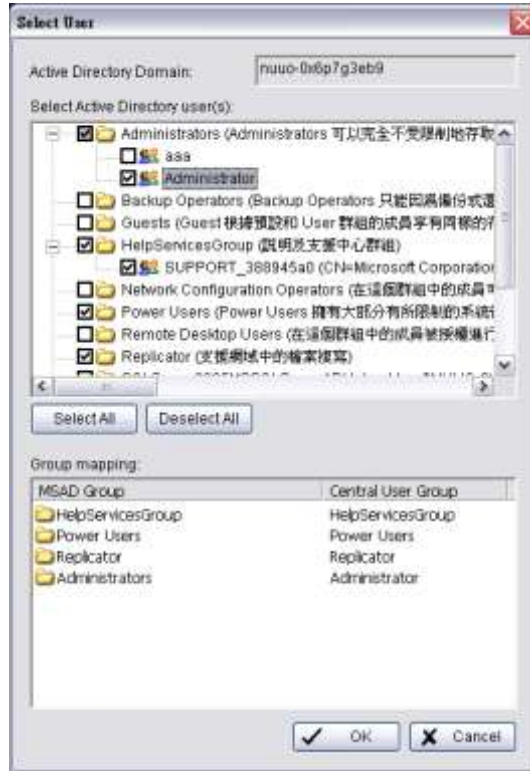 Select User
Active Directory Domain: nuuo-0x6p7g3eb9
Select Active Directory user(s):
Administrators (Administrators 可以完全不受限制地存取
aaa
Administrator
Backup Operators (Backup Operators 只能因為備份或還
Guests (Guest 根據預設和 User 群組的成員享有同樣的存
HelpServicesGroup (說明及支援中心群組)
SUPPORT_388945a0 (CN=Microsoft Corporation
Network Configuration Operators (在這個群組中的成員
Power Users (Power Users 擁有大部分有所限制的系統
Remote Desktop Users (在這個群組中的成員被授權進行
Replicator (支援網域中的檔案複寫)
Select All Deselect All
Group mapping:
MSAD Group Central User Group
HelpServicesGroup HelpServicesGroup
Power Users Power Users
Replicator Replicator
Administrators Administrator
OK Cancel